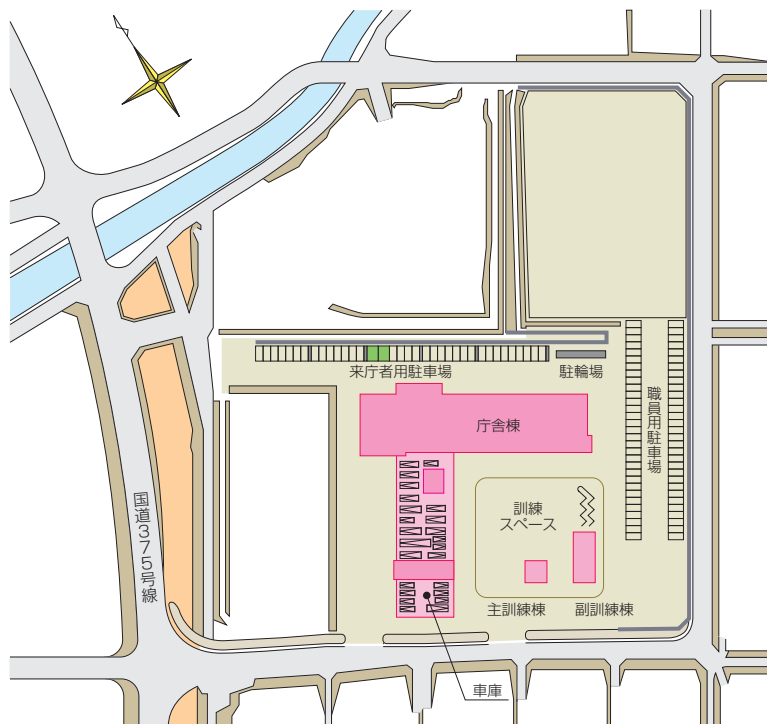 来庁者用駐車場
駐輪場
職員用駐車場
庁舎棟
訓練
スペース
国道375号線
主訓練棟
副訓練棟
車庫